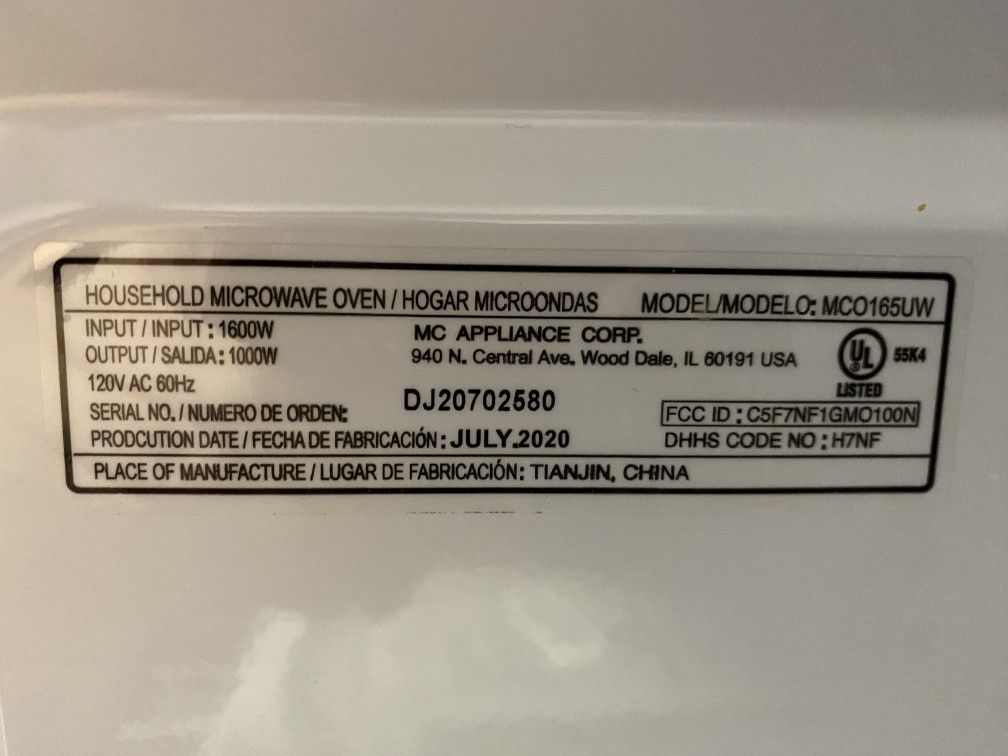 HOUSEHOLD MICROWAVE OVEN / HOGAR MICROONDAS MODEL/MODELO: MCO165UW
INPUT / INPUT : 1600W
MC APPLIANCE CORP.
OUTPUT / SALIDA : 1000W
940 N. Central Ave. Wood Dale, IL 60191 USA
UL 55K4
LISTED
120V AC 60Hz
SERIAL NO. / NUMERO DE ORDEN: DJ20702580
FCC ID : C5F7NF1GMO100N
PRODCUTION DATE / FECHA DE FABRICACIÓN : JULY.2020
DHHS CODE NO : H7NF
PLACE OF MANUFACTURE / LUGAR DE FABRICACIÓN: TIANJIN, CHINA